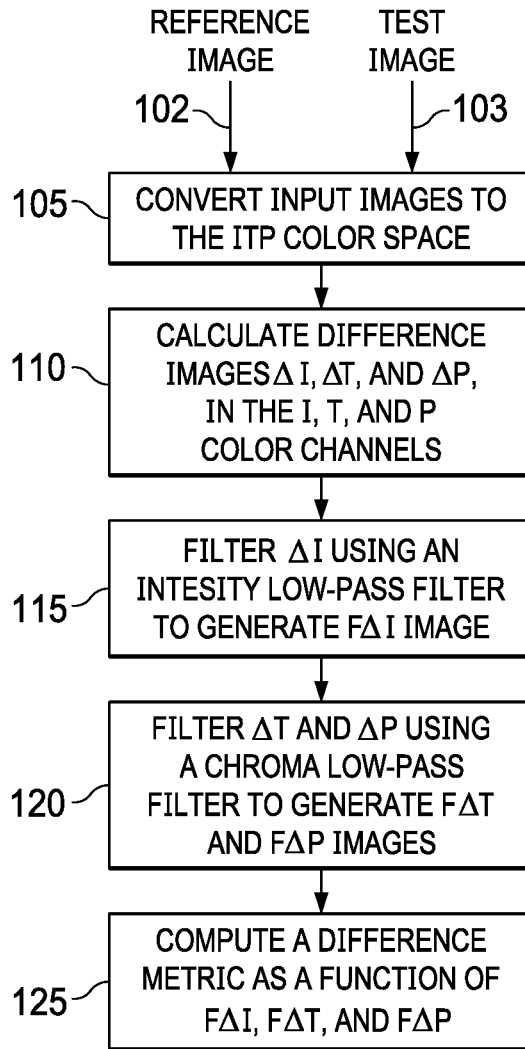 REFERENCE IMAGE
TEST IMAGE
102
103
105
CONVERT INPUT IMAGES TO
THE ITP COLOR SPACE
110
CALCULATE DIFFERENCE
IMAGES Δ I, ΔT, AND ΔP,
IN THE I, T, AND P
COLOR CHANNELS
115
FILTER Δ I USING AN
INTESITY LOW-PASS FILTER
TO GENERATE FΔ I IMAGE
120
FILTER ΔT AND ΔP USING
A CHROMA LOW-PASS
FILTER TO GENERATE FΔT
AND FΔP IMAGES
125
COMPUTE A DIFFERENCE
METRIC AS A FUNCTION OF
FΔI, FΔT, AND FΔP